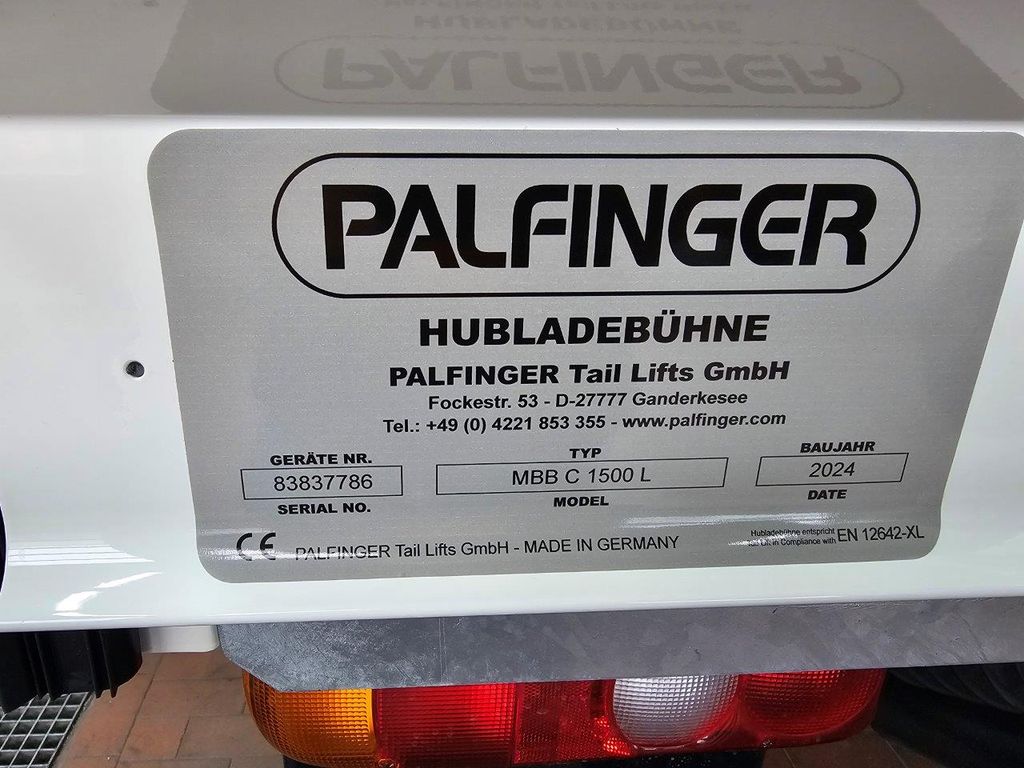 PALFINGER
HUBLADEBÜHNE
PALFINGER Tail Lifts GmbH
Fockestr. 53 - D-27777 Ganderkesee
Tel.: +49 (0) 4221 853 355 - www.palfinger.com
GERÄTE NR. TYP BAUJAHR
83837786 MBB C 1500 L 2024
SERIAL NO. MODEL DATE
CE PALFINGER Tail Lifts GmbH - MADE IN GERMANY
Hubladebühne entspricht
in Compliance with EN 12642-XL